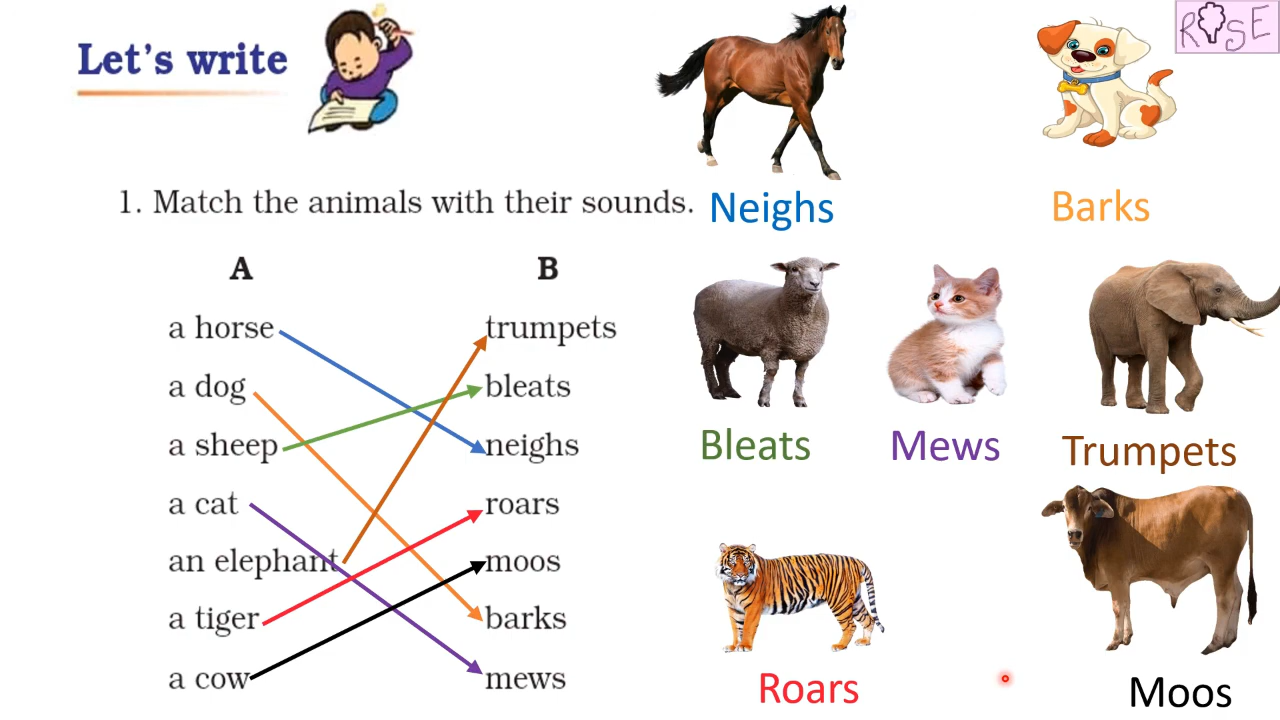 Let's write
R SE
1. Match the animals with their sounds.
Neighs
Barks
A B
a horse trumpets
a dog bleats
a sheep neighs
a cat roars
an elephant moos
a tiger barks
a cow mews
Bleats
Mews
Trumpets
Roars
Moos